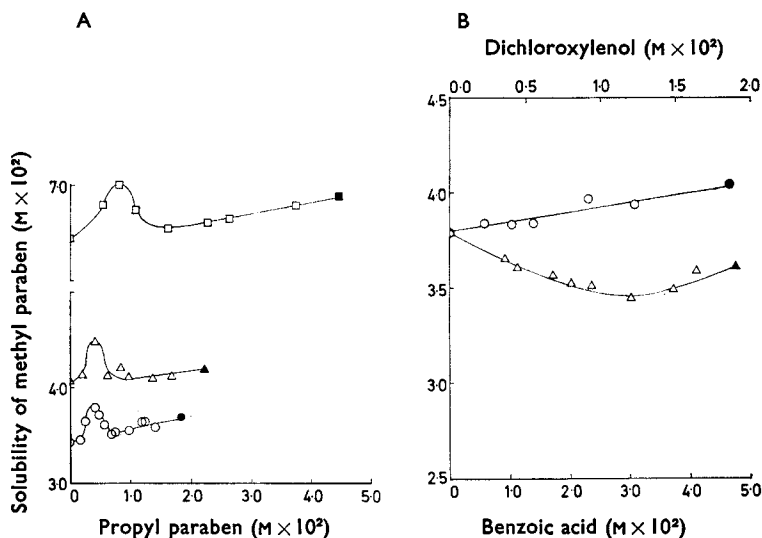 A
B
Dichloroxylenol (M × 10²)
0·0 0·5 1·0 1·5 2·0
Solubility of methyl paraben (M × 10²)
7·0
4·0
3·0
0 1·0 2·0 3·0 4·0 5·0
Propyl paraben (M × 10²)
4·5
4·0
3·5
3·0
2·5
0 1·0 2·0 3·0 4·0 5·0
Benzoic acid (M × 10²)